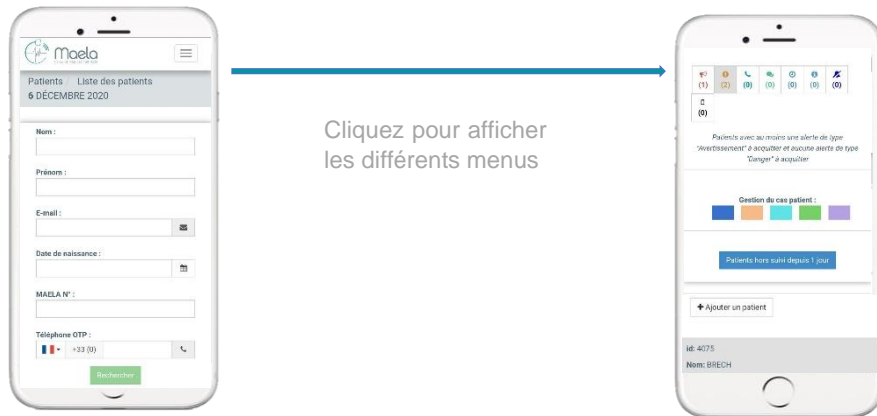 Maela
Patients Liste des patients
6 DÉCEMBRE 2020
Nom :
Prénom :
E-mail :
Date de naissance :
MAELA N° :
Téléphone OTP :
+33 (0)
Rechercher
Cliquez pour afficher
les différents menus
(1) (2) (0) (0) (0) (0) (0)
(0)
Patients avec au moins une alerte de type
"Avertissement" à acquitter et aucune alerte de type
"Danger" à acquitter
Gestion du cas patient :
Patients hors suivi depuis 1 jour
+ Ajouter un patient
id: 4075
Nom: BRECH